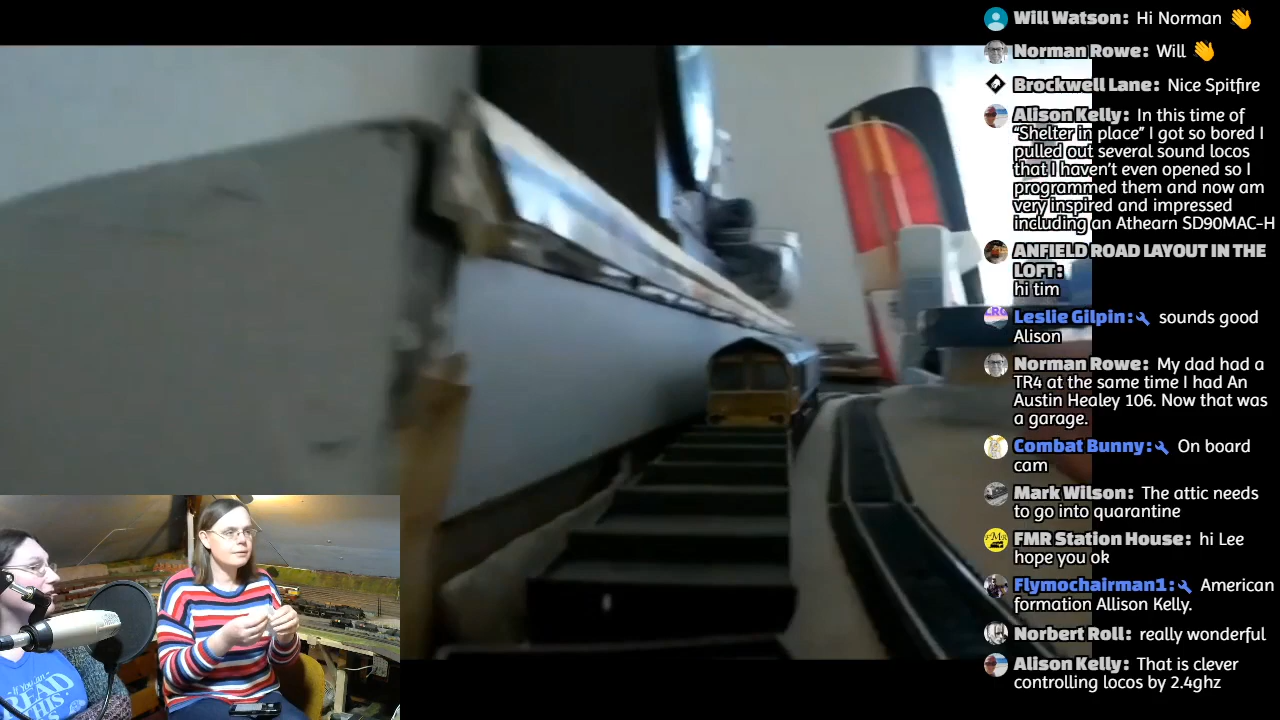 Will Watson: Hi Norman 👋
Norman Rowe: Will 👋
Brockwell Lane: Nice Spitfire
Alison Kelly: In this time of
“Shelter in place” I got so bored I
pulled out several sound locos
that I haven’t even opened so I
programmed them and now am
very inspired and impressed
including an Athearn SD90MAC-H
ANFIELD ROAD LAYOUT IN THE
LOFT:
hi tim
Leslie Gilpin: sounds good
Alison
Norman Rowe: My dad had a
TR4 at the same time I had An
Austin Healey 106. Now that was
a garage.
Combat Bunny: On board
cam
Mark Wilson: The attic needs
to go into quarantine
FMR Station House: hi Lee
hope you ok
Flymochairman1: American
formation Allison Kelly.
Norbert Roll: really wonderful
Alison Kelly: That is clever
controlling locos by 2.4ghz
READ
THIS